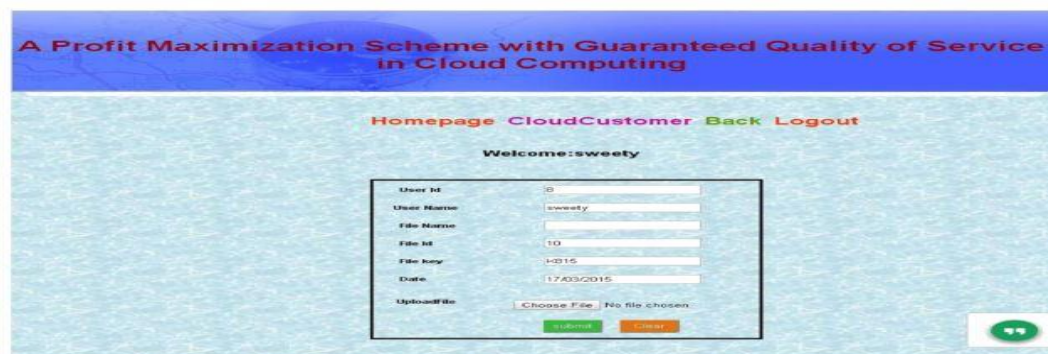 A Profit Maximization Scheme with Guaranteed Quality of Service
in Cloud Computing
Homepage CloudCustomer Back Logout
Welcome:sweety
User Id 8
User Name sweety
File Name
File Id 10
File key K815
Date 17/03/2015
UploadFile Choose File No file chosen
submit Clear